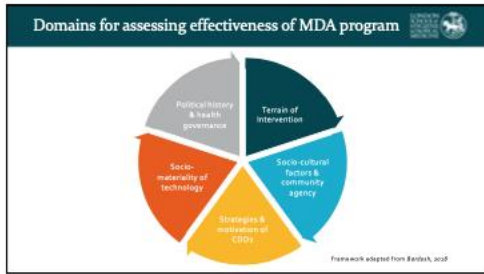 Domains for assessing effectiveness of MDA program
Political history
& health
governance
Terrain of
Intervention
Socio-
materiality of
technology
Socio-cultural
factors &
community
agency
Strategies &
motivation of
CDDs
Framework adapted from Bardosh, 2018